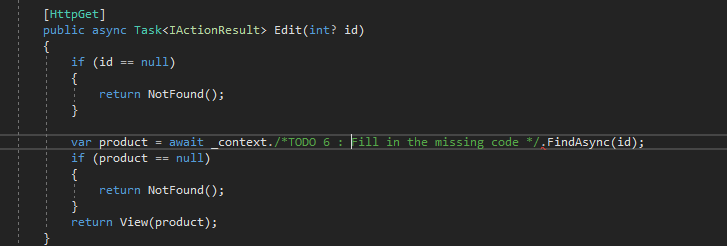 [HttpGet]
public async Task<IActionResult> Edit(int? id)
{
if (id == null)
{
return NotFound();
}
var product = await _context./*TODO 6 : Fill in the missing code */.FindAsync(id);
if (product == null)
{
return NotFound();
}
return View(product);
}